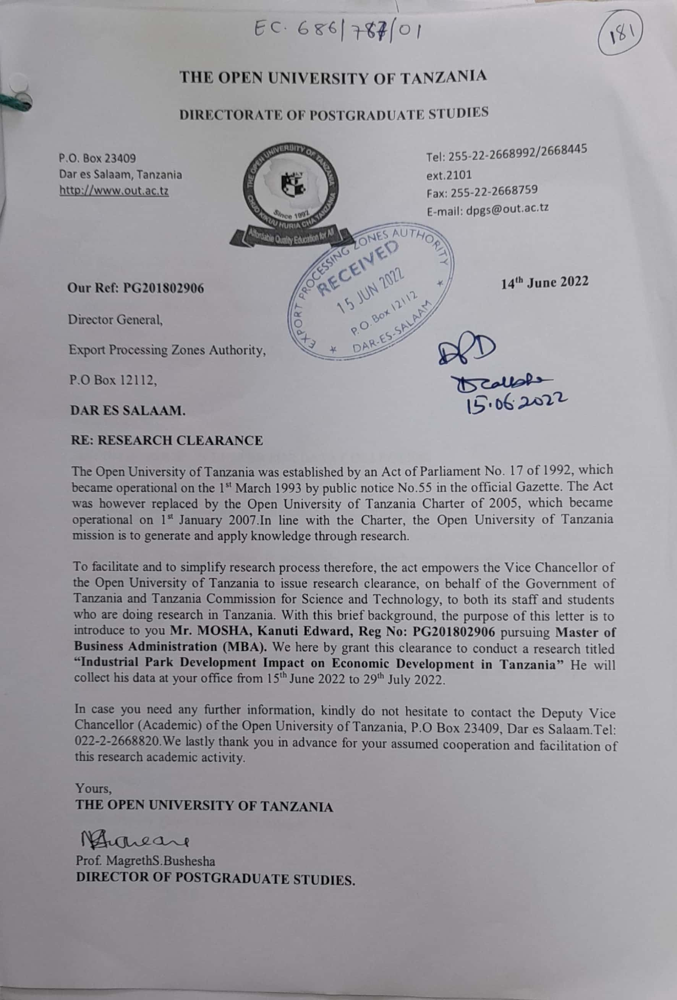 EC. 686/787/01
181
THE OPEN UNIVERSITY OF TANZANIA
DIRECTORATE OF POSTGRADUATE STUDIES
P.O. Box 23409
Dar es Salaam, Tanzania
http://www.out.ac.tz
THE OPEN UNIVERSITY OF TANZANIA
CHUO KIKUU HURIA CHA TANZANIA
Since 1992
Affordable Quality Education for All
Tel: 255-22-2668992/2668445
ext.2101
Fax: 255-22-2668759
E-mail: dpgs@out.ac.tz
EXPORT PROCESSING ZONES AUTHORITY
RECEIVED
15 JUN 2022
P.O. Box 12112
DAR-ES-SALAAM
Our Ref: PG201802906
14th June 2022
Director General,
Export Processing Zones Authority,
P.O Box 12112,
DAR ES SALAAM.
DPD
15.06.2022
RE: RESEARCH CLEARANCE
The Open University of Tanzania was established by an Act of Parliament No. 17 of 1992, which
became operational on the 1st March 1993 by public notice No.55 in the official Gazette. The Act
was however replaced by the Open University of Tanzania Charter of 2005, which became
operational on 1st January 2007.In line with the Charter, the Open University of Tanzania
mission is to generate and apply knowledge through research.
To facilitate and to simplify research process therefore, the act empowers the Vice Chancellor of
the Open University of Tanzania to issue research clearance, on behalf of the Government of
Tanzania and Tanzania Commission for Science and Technology, to both its staff and students
who are doing research in Tanzania. With this brief background, the purpose of this letter is to
introduce to you Mr. MOSHA, Kanuti Edward, Reg No: PG201802906 pursuing Master of
Business Administration (MBA). We here by grant this clearance to conduct a research titled
“Industrial Park Development Impact on Economic Development in Tanzania” He will
collect his data at your office from 15th June 2022 to 29th July 2022.
In case you need any further information, kindly do not hesitate to contact the Deputy Vice
Chancellor (Academic) of the Open University of Tanzania, P.O Box 23409, Dar es Salaam.Tel:
022-2-2668820.We lastly thank you in advance for your assumed cooperation and facilitation of
this research academic activity.
Yours,
THE OPEN UNIVERSITY OF TANZANIA
Prof. MagrethS.Bushesha
DIRECTOR OF POSTGRADUATE STUDIES.